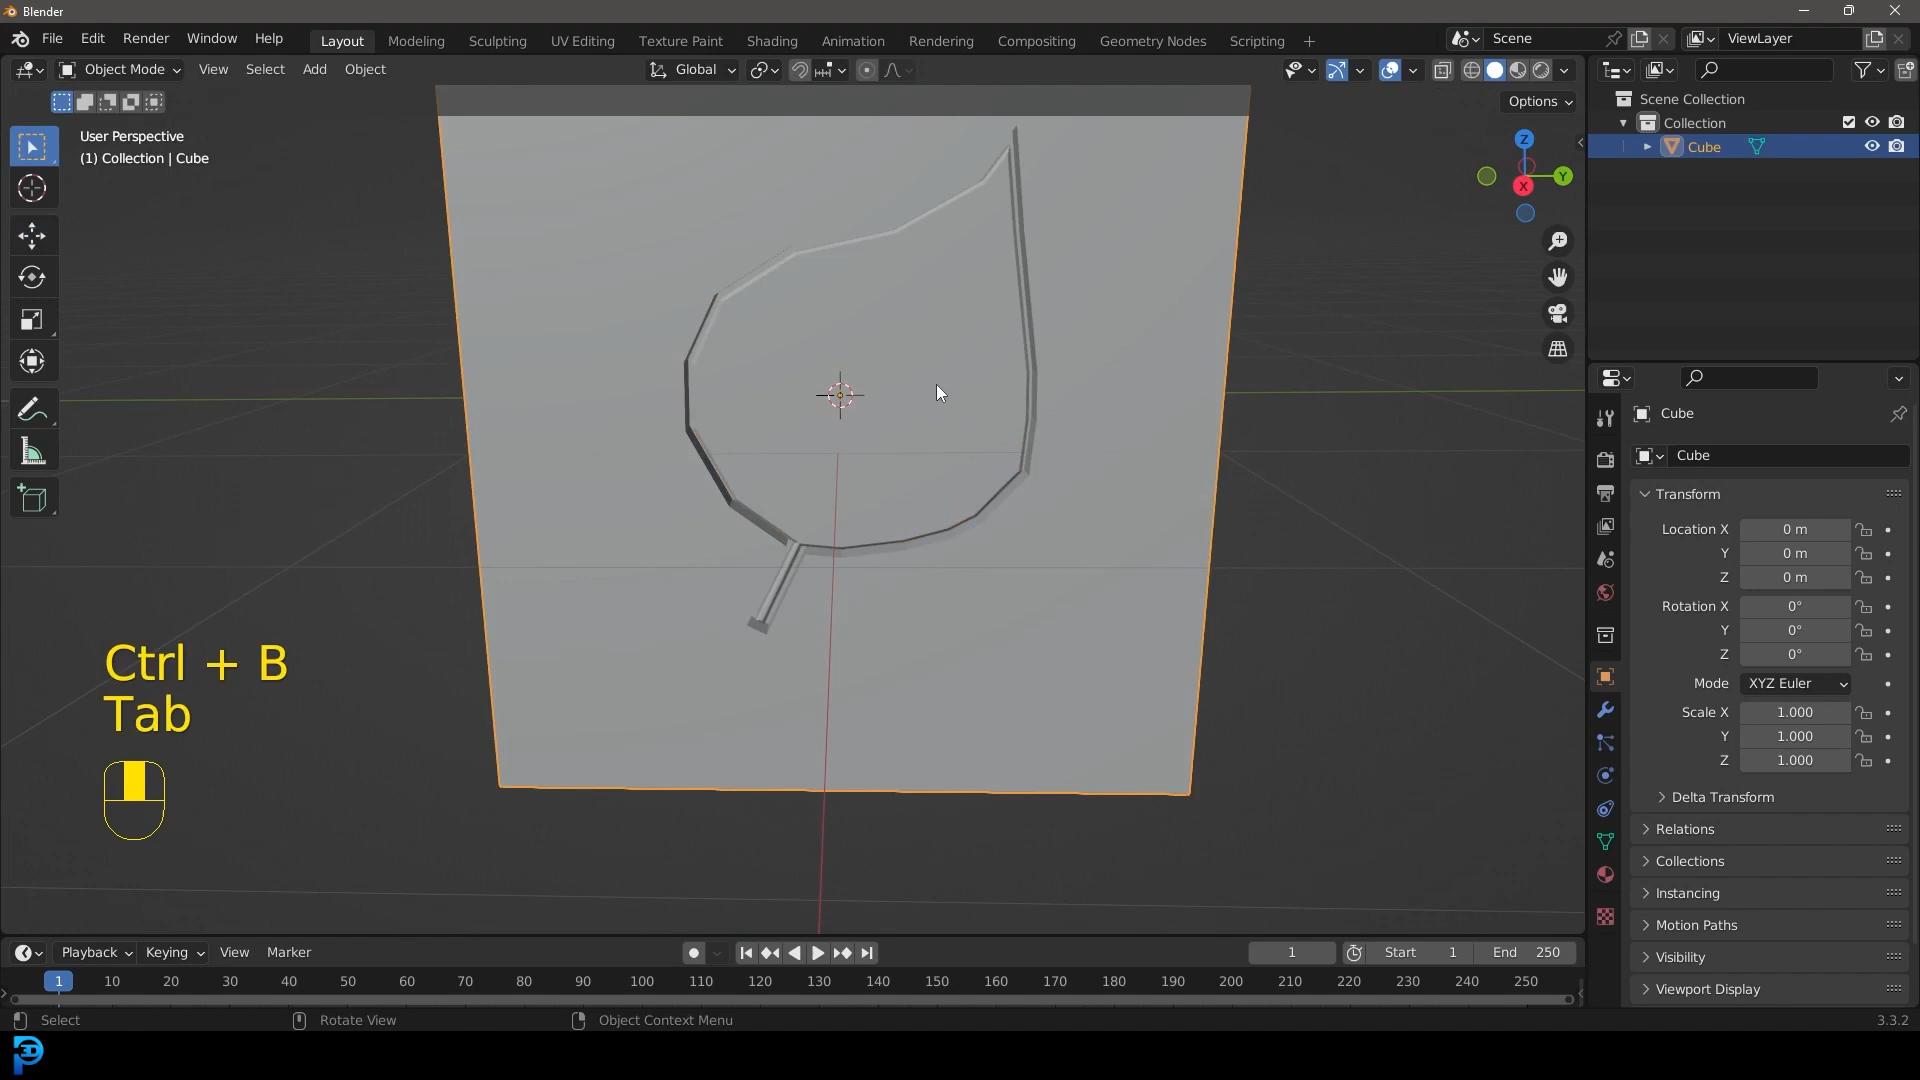 Blender
File Edit Render Window Help Layout Modeling Sculpting UV Editing Texture Paint Shading Animation Rendering Compositing Geometry Nodes Scripting + Scene ViewLayer
Object Mode View Select Add Object Global
Options
User Perspective
(1) Collection | Cube
Z
Y
X
Scene Collection
Collection
Cube
Cube
Cube
Transform
Location X 0 m
Y 0 m
Z 0 m
Rotation X 0°
Y 0°
Z 0°
Mode XYZ Euler
Scale X 1.000
Y 1.000
Z 1.000
Delta Transform
Relations
Collections
Instancing
Motion Paths
Visibility
Viewport Display
Ctrl + B
Tab
Playback Keying View Marker 1 Start 1 End 250
1 10 20 30 40 50 60 70 80 90 100 110 120 130 140 150 160 170 180 190 200 210 220 230 240 250
Select Rotate View Object Context Menu 3.3.2